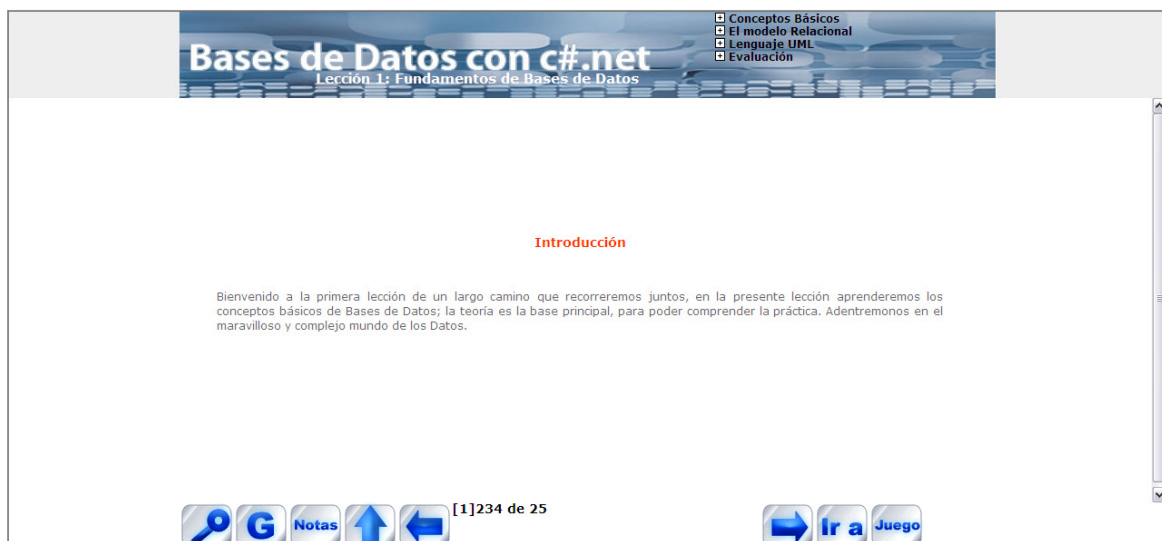 Conceptos Básicos
El modelo Relacional
Lenguaje UML
Evaluación
Bases de Datos con c#.net
Lección 1: Fundamentos de Bases de Datos
Introducción
Bienvenido a la primera lección de un largo camino que recorreremos juntos, en la presente lección aprenderemos los
conceptos básicos de Bases de Datos; la teoría es la base principal, para poder comprender la práctica. Adentremonos en el
maravilloso y complejo mundo de los Datos.
G Notas [1]234 de 25 Ir a Juego